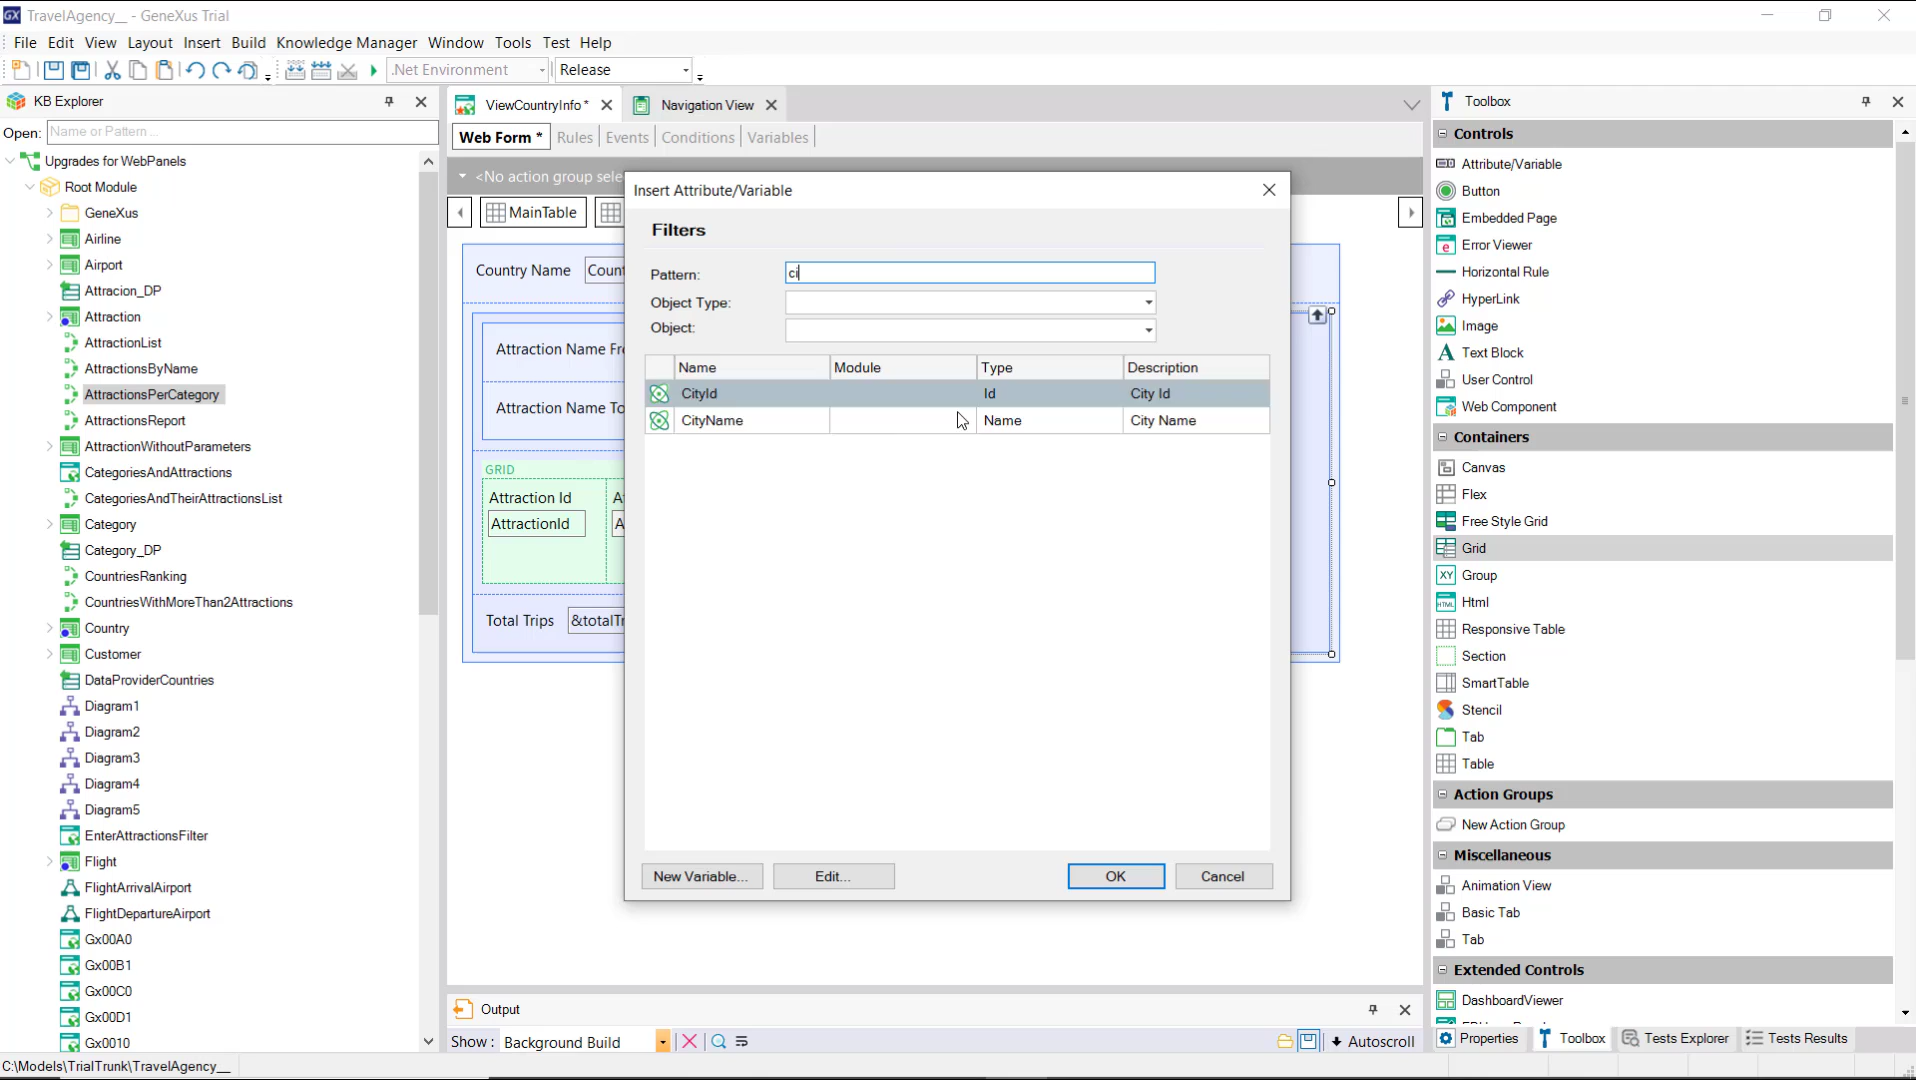 TravelAgency__ - GeneXus Trial
File Edit View Layout Insert Build Knowledge Manager Window Tools Test Help
.Net Environment Release
KB Explorer
Open: Name or Pattern ...
Upgrades for WebPanels
Root Module
GeneXus
Airline
Airport
Attracion_DP
Attraction
AttractionList
AttractionsByName
AttractionsPerCategory
AttractionsReport
AttractionWithoutParameters
CategoriesAndAttractions
CategoriesAndTheirAttractionsList
Category
Category_DP
CountriesRanking
CountriesWithMoreThan2Attractions
Country
Customer
DataProviderCountries
Diagram1
Diagram2
Diagram3
Diagram4
Diagram5
EnterAttractionsFilter
Flight
FlightArrivalAirport
FlightDepartureAirport
Gx00A0
Gx00B1
Gx00C0
Gx00D1
Gx0010
ViewCountryInfo * Navigation View
Web Form * Rules Events Conditions Variables
<No action group sele
MainTable
Country Name Coun
Attraction Name Fr
Attraction Name To
GRID
Attraction Id
AttractionId A
Total Trips &totalTr
Insert Attribute/Variable
Filters
Pattern: ci
Object Type:
Object:
Name Module Type Description
CityId Id City Id
CityName Name City Name
New Variable... Edit... OK Cancel
Output
Show : Background Build Autoscroll
Toolbox
Controls
Attribute/Variable
Button
Embedded Page
Error Viewer
Horizontal Rule
HyperLink
Image
Text Block
User Control
Web Component
Containers
Canvas
Flex
Free Style Grid
Grid
Group
Html
Responsive Table
Section
SmartTable
Stencil
Tab
Table
Action Groups
New Action Group
Miscellaneous
Animation View
Basic Tab
Tab
Extended Controls
DashboardViewer
Properties Toolbox Tests Explorer Tests Results
C:\Models\TrialTrunk\TravelAgency__